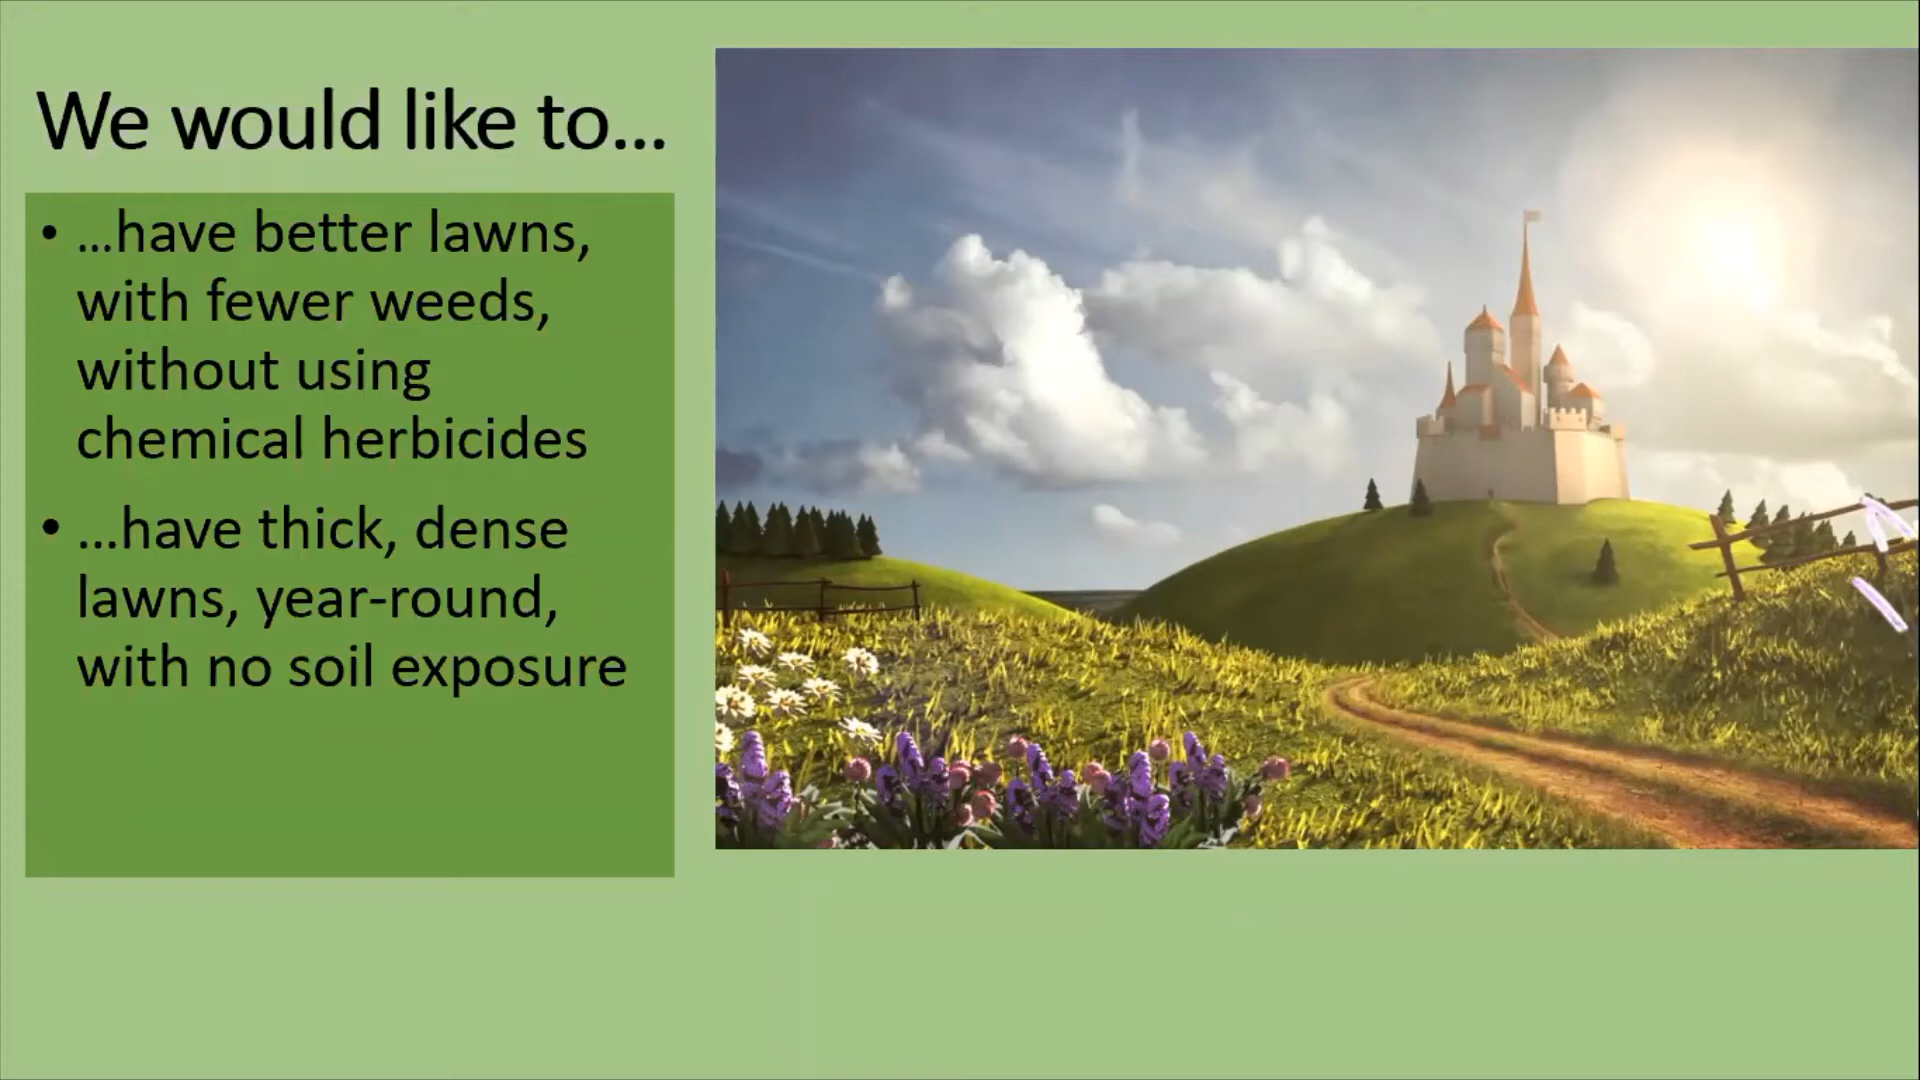 We would like to...
• ...have better lawns,
with fewer weeds,
without using
chemical herbicides
• ...have thick, dense
lawns, year-round,
with no soil exposure